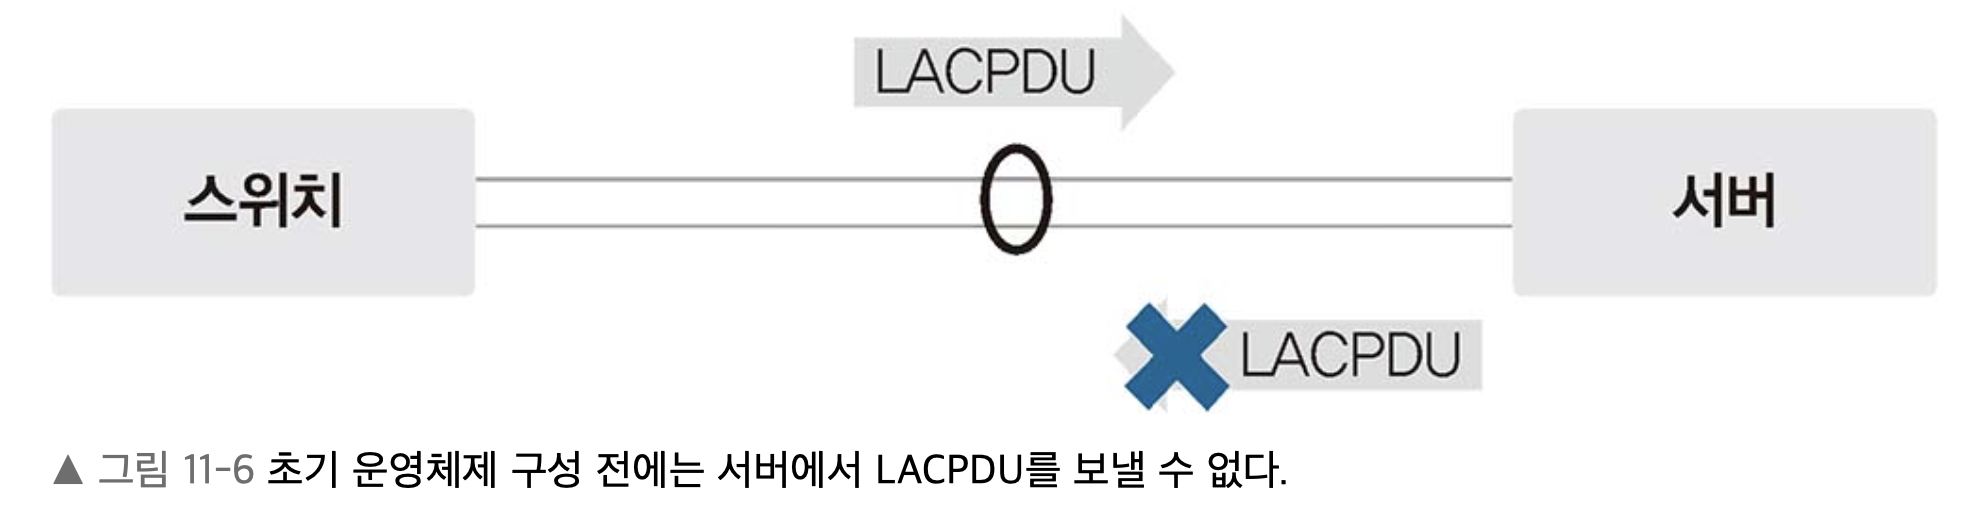 LACPDU
스위치
서버
LACPDU
▲ 그림 11-6 초기 운영체제 구성 전에는 서버에서 LACPDU를 보낼 수 없다.